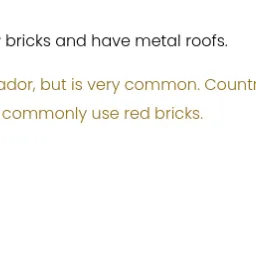 bricks and have metal roofs.
ador, but is very common. Countr
commonly use red bricks.